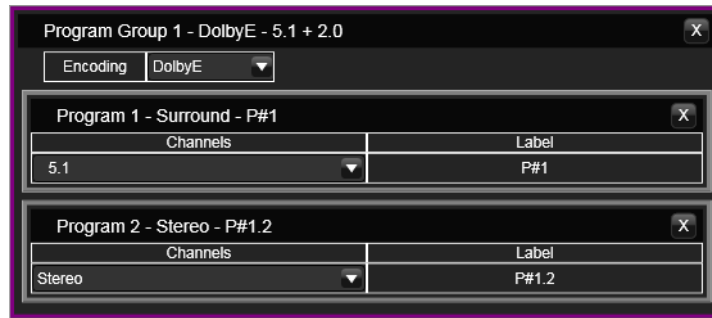 Program Group 1 - DolbyE - 5.1 + 2.0 X
Encoding DolbyE
Program 1 - Surround - P#1 X
Channels Label
5.1 P#1
Program 2 - Stereo - P#1.2 X
Channels Label
Stereo P#1.2